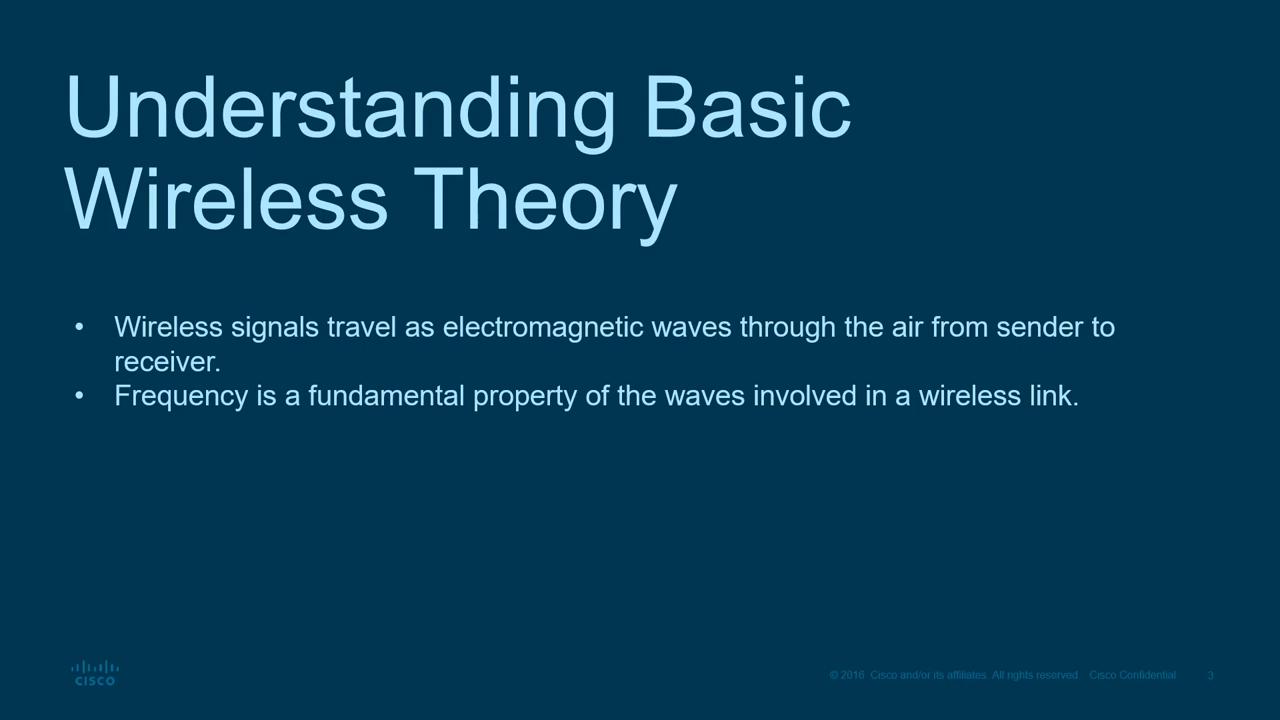 Understanding Basic
Wireless Theory
• Wireless signals travel as electromagnetic waves through the air from sender to
receiver.
• Frequency is a fundamental property of the waves involved in a wireless link.
CISCO
© 2016 Cisco and/or its affiliates. All rights reserved. Cisco Confidential
3